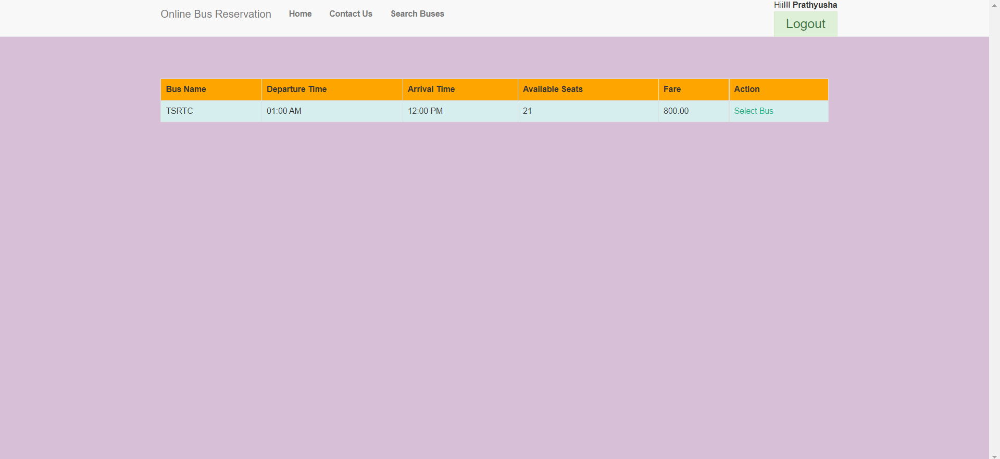 Hii!!! Prathyusha
Online Bus Reservation Home Contact Us Search Buses
Logout
Bus Name Departure Time Arrival Time Available Seats Fare Action
TSRTC 01:00 AM 12:00 PM 21 800.00 Select Bus